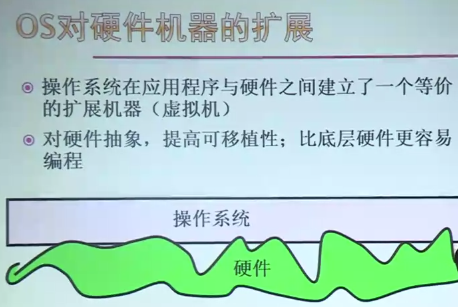 OS对硬件机器的扩展
操作系统在应用程序与硬件之间建立了一个等价
的扩展机器（虚拟机）
对硬件抽象，提高可移植性；比底层硬件更容易
编程
操作系统
硬件